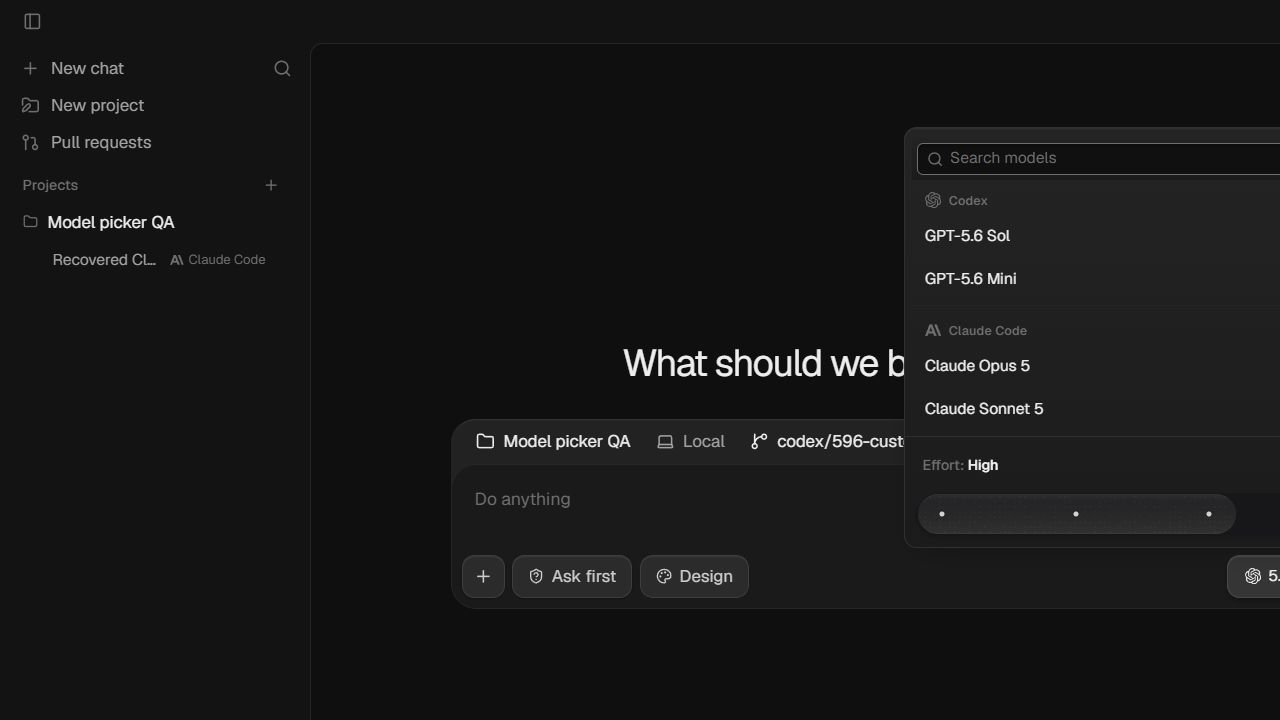 New chat
New project
Pull requests
Projects
Model picker QA
Recovered Cl... Claude Code
What should we b
Model picker QA Local codex/596-cust
Do anything
Ask first Design
Search models
Codex
GPT-5.6 Sol
GPT-5.6 Mini
Claude Code
Claude Opus 5
Claude Sonnet 5
Effort: High
5.